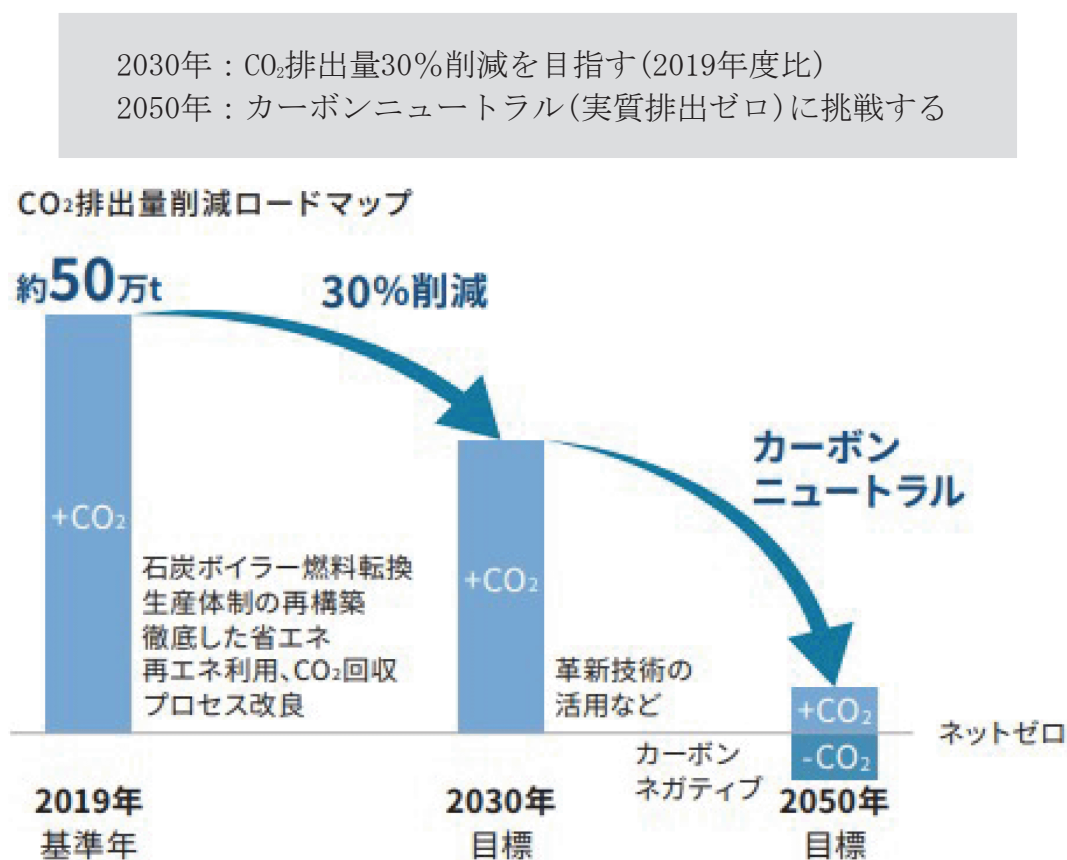 2030年：CO₂排出量30％削減を目指す(2019年度比)
2050年：カーボンニュートラル(実質排出ゼロ)に挑戦する
CO₂排出量削減ロードマップ
約50万t
30%削減
カーボン
ニュートラル
+CO₂
石炭ボイラー燃料転換
生産体制の再構築
徹底した省エネ
再エネ利用、CO₂回収
プロセス改良
+CO₂
革新技術の
活用など
+CO₂
-CO₂
ネットゼロ
カーボン
ネガティブ
2019年
基準年
2030年
目標
2050年
目標